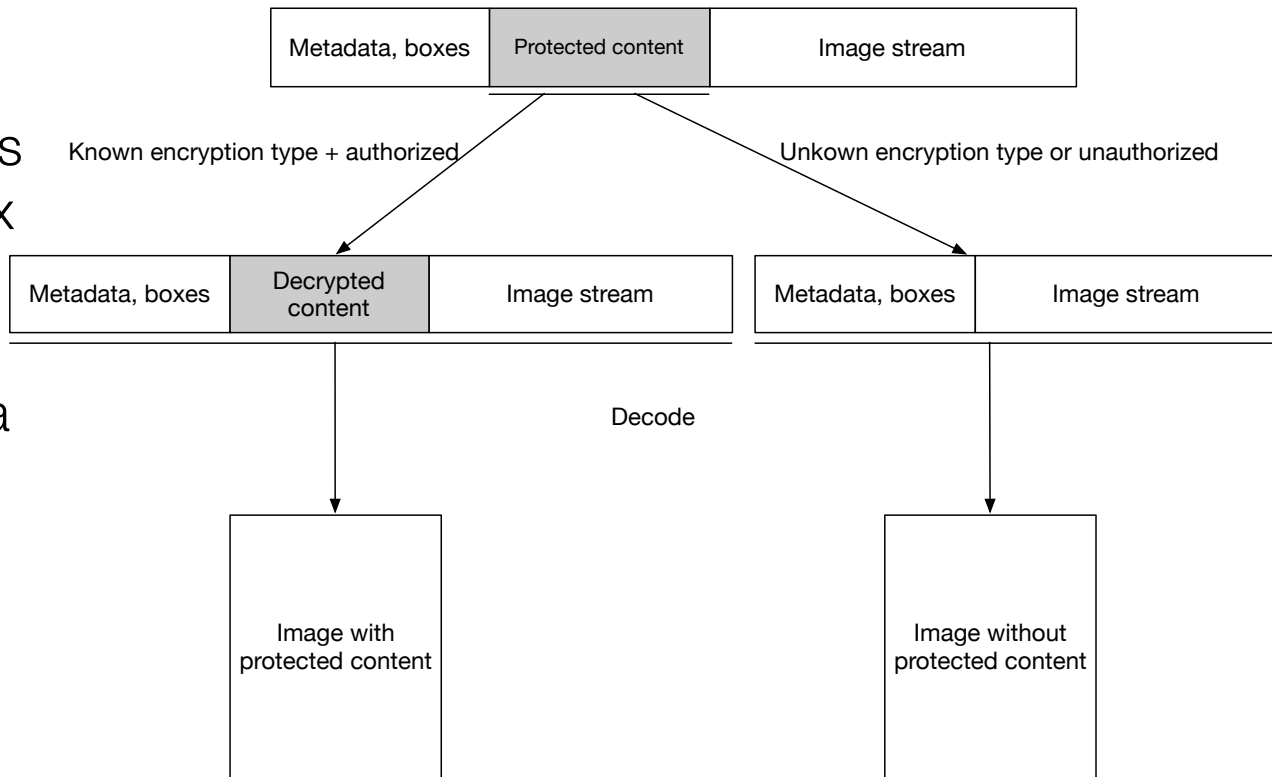 Metadata, boxes
Protected content
Image stream
s
Known encryption type + authorized
Unkown encryption type or unauthorized
x
Metadata, boxes
Decrypted
content
Image stream
Metadata, boxes
Image stream
a
Decode
Image with
protected content
Image without
protected content